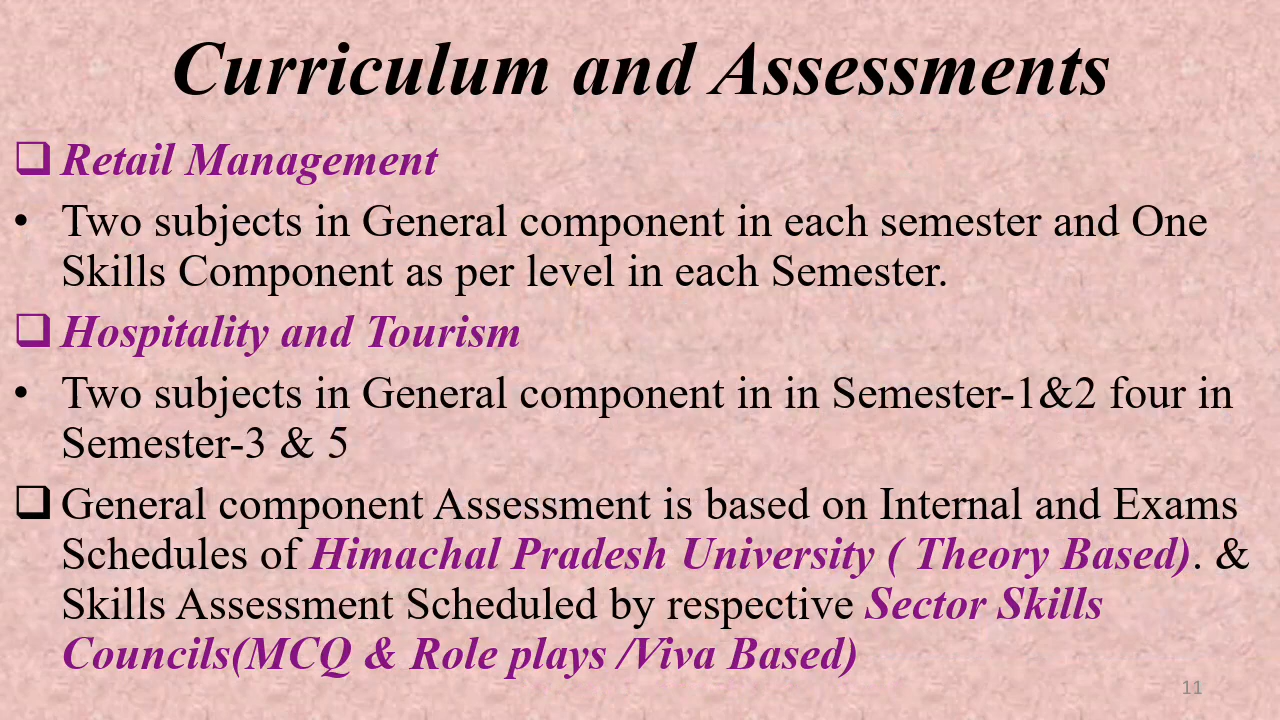 Curriculum and Assessments
❑ Retail Management
• Two subjects in General component in each semester and One
Skills Component as per level in each Semester.
❑ Hospitality and Tourism
• Two subjects in General component in in Semester-1&2 four in
Semester-3 & 5
❑ General component Assessment is based on Internal and Exams
Schedules of Himachal Pradesh University ( Theory Based). &
Skills Assessment Scheduled by respective Sector Skills
Councils(MCQ & Role plays /Viva Based)
11